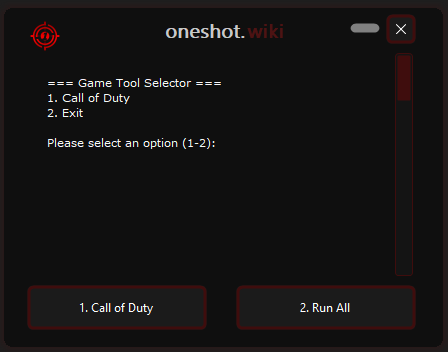 oneshot.wiki
=== Game Tool Selector ===
1. Call of Duty
2. Exit
Please select an option (1-2):
1. Call of Duty
2. Run All